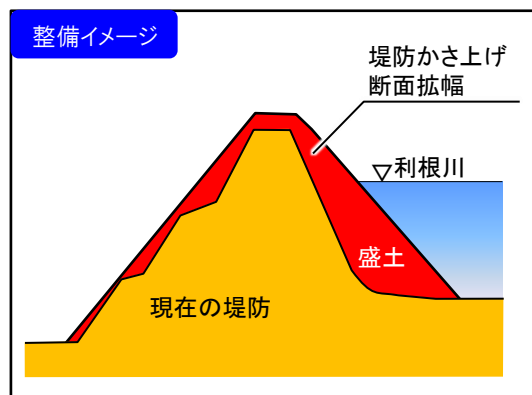 整備イメージ
堤防かさ上げ
断面拡幅
▽利根川
盛土
現在の堤防